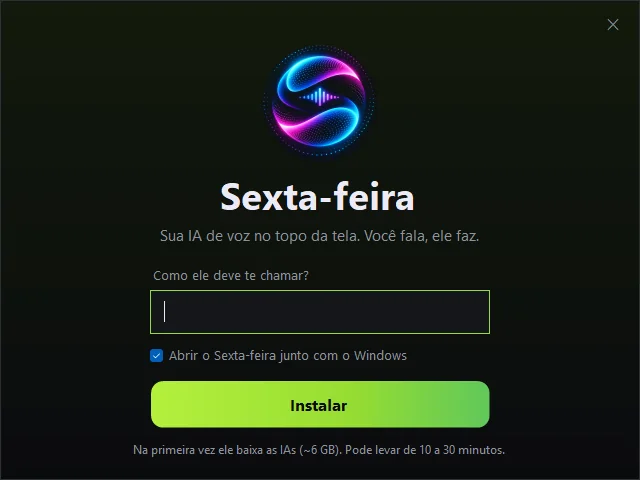 Sexta-feira
Sua IA de voz no topo da tela. Você fala, ele faz.
Como ele deve te chamar?
Abrir o Sexta-feira junto com o Windows
Instalar
Na primeira vez ele baixa as IAs (~6 GB). Pode levar de 10 a 30 minutos.